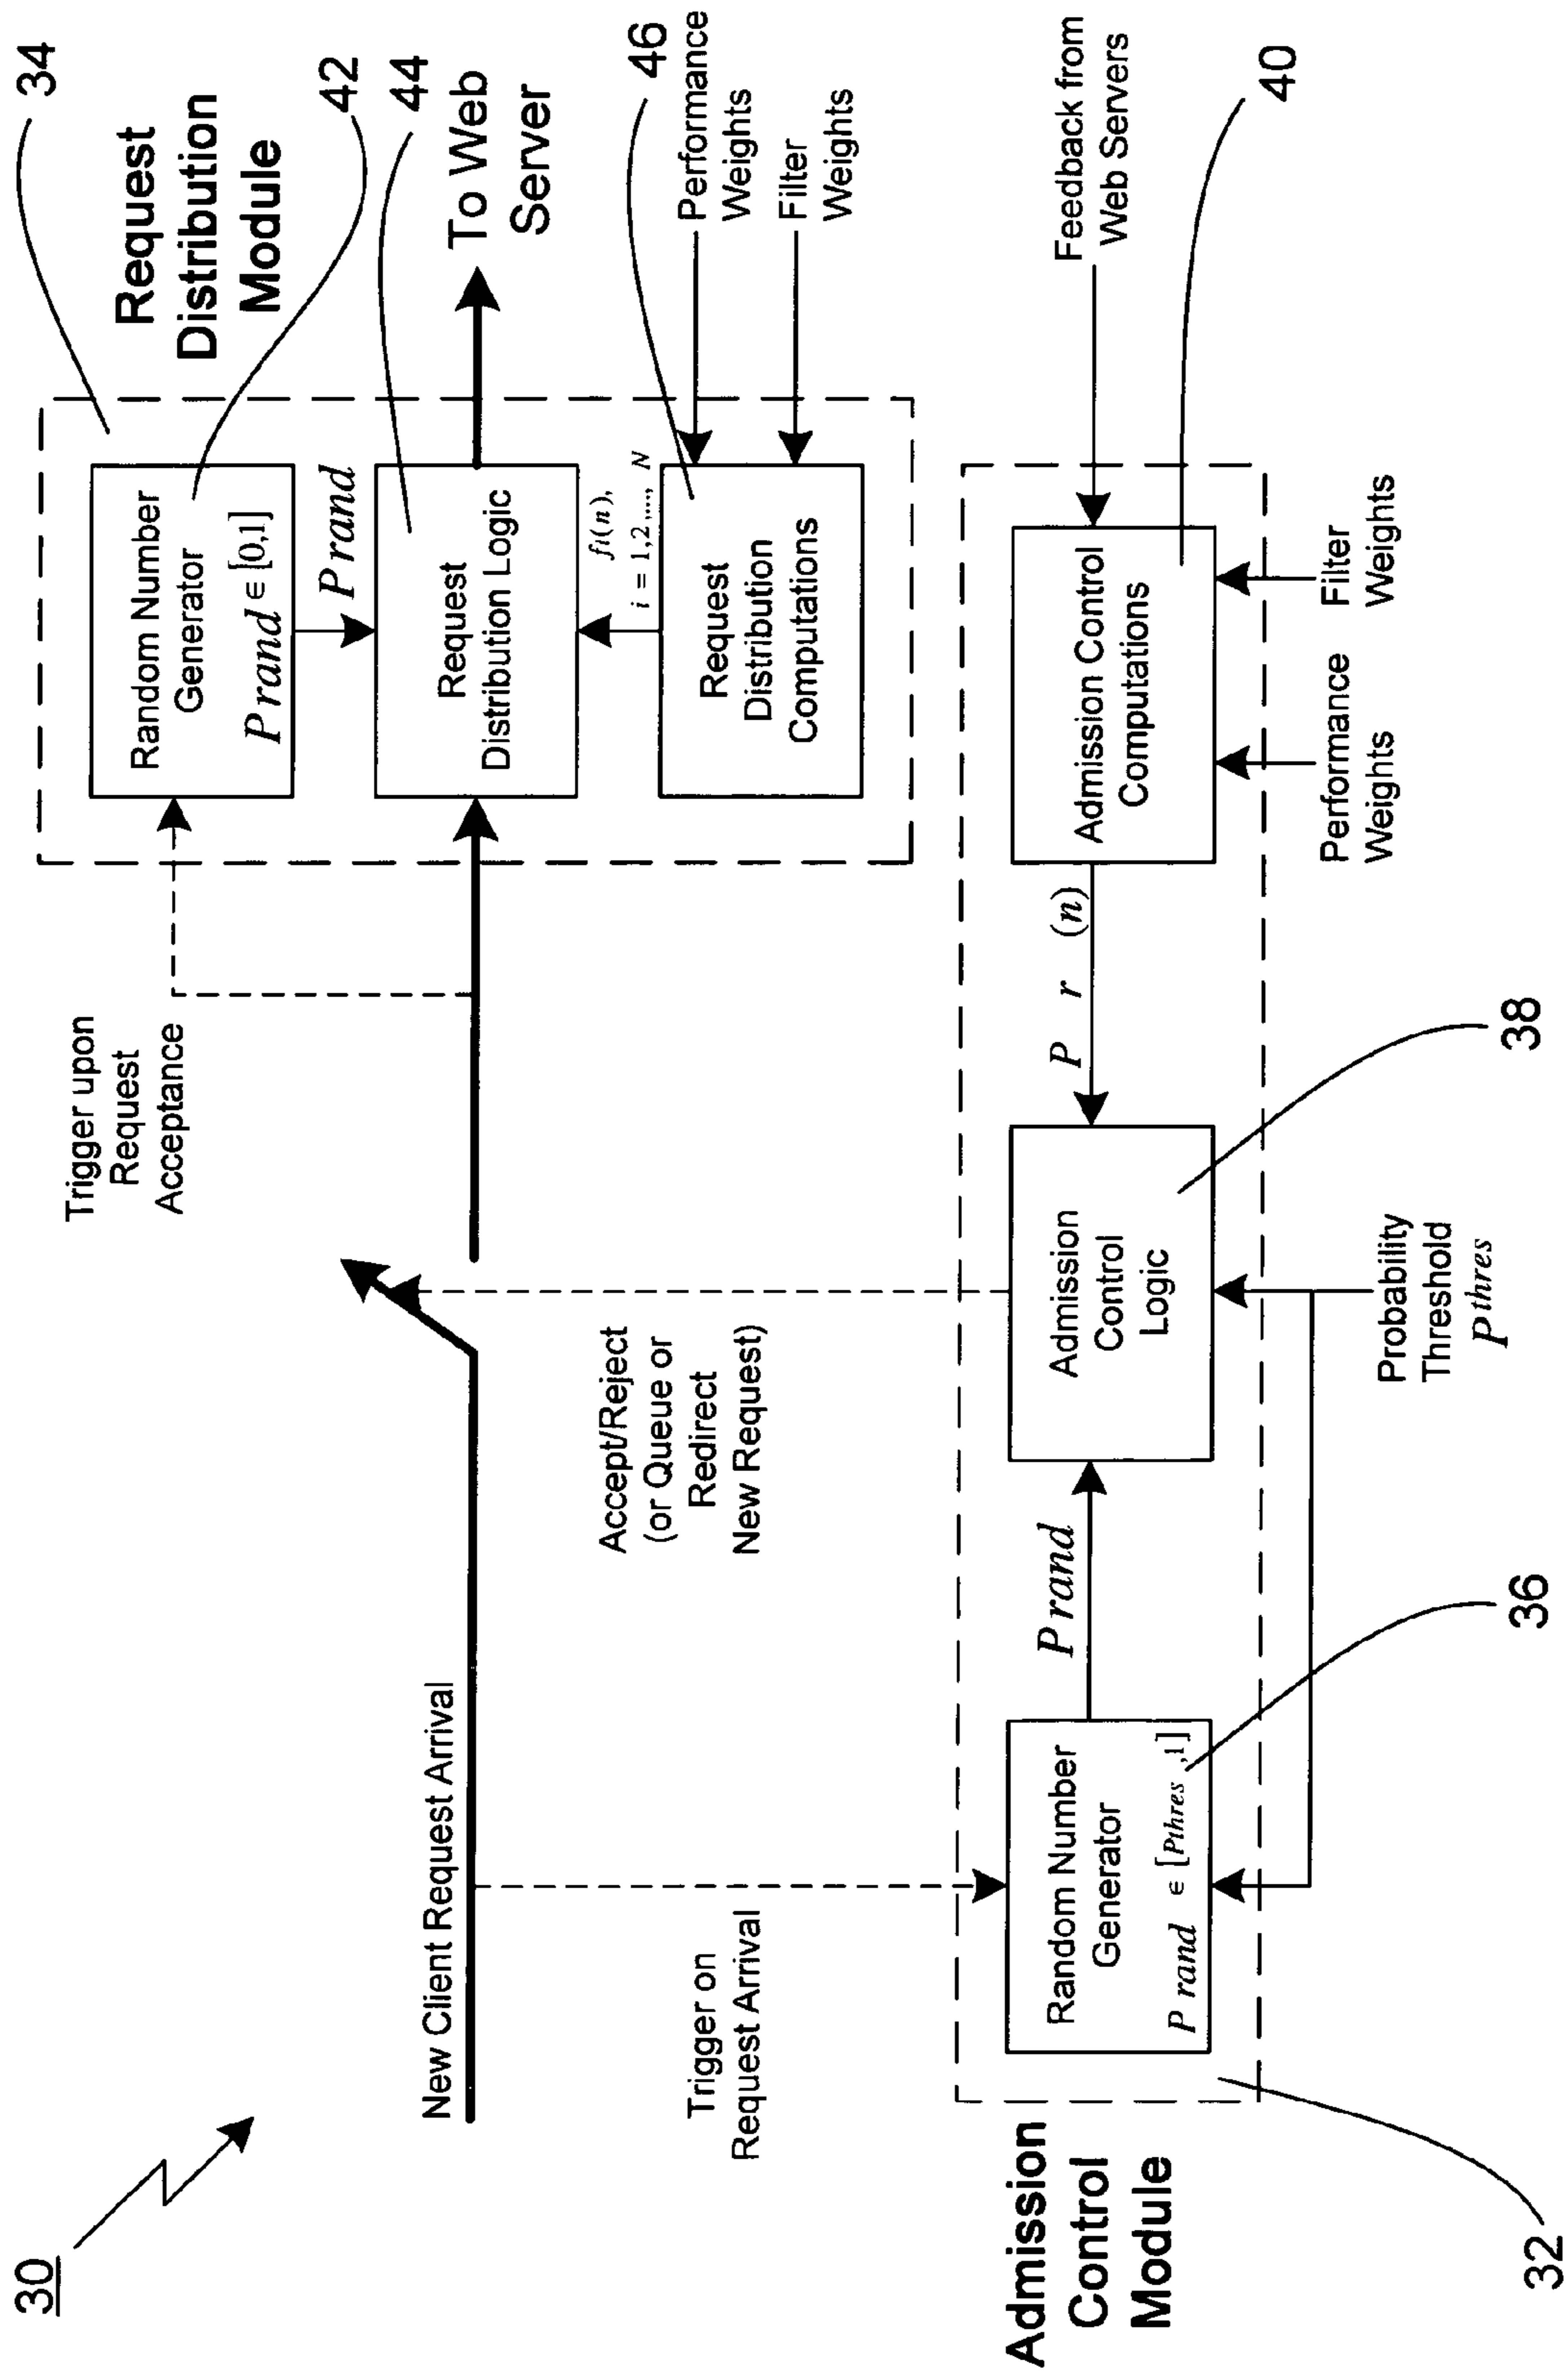 30
34
Request
Distribution
Module
42
44
To Web
Server
46
Performance
Weights
Filter
Weights
Trigger upon
Request
Acceptance
Random Number
Generator
Prand ∈ [0,1]
Prand
Request
Distribution Logic
fi(n),
i = 1,2,..., N
Request
Distribution
Computations
New Client Request Arrival
Accept/Reject
(or Queue or
Redirect
New Request)
Trigger on
Request Arrival
Admission
Control
Module
32
Random Number
Generator
P rand ∈ [Pthres ,1]
36
Prand
Admission
Control
Logic
38
Probability
Threshold
Pthres
P r (n)
Admission Control
Computations
40
Feedback from
Web Servers
Performance
Weights
Filter
Weights